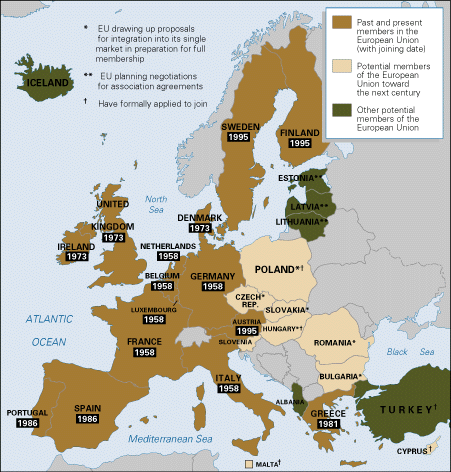 * EU drawing up proposals
for integration into its single
market in preparation for full
membership
** EU planning negotiations
for association agreements
† Have formally applied to join
Past and present
members in the
European Union
(with joining date)
Potential members
of the European
Union toward
the next century
Other potential
members of the
European Union
ICELAND
SWEDEN
1995
FINLAND
1995
ESTONIA**
LATVIA**
LITHUANIA**
North
Sea
UNITED
KINGDOM
1973
IRELAND
1973
DENMARK
1973
NETHERLANDS
1958
BELGIUM
1958
GERMANY
1958
POLAND*†
LUXEMBOURG
1958
CZECH*
REP.
SLOVAKIA*
AUSTRIA
1995
HUNGARY*†
SLOVENIA
ATLANTIC
OCEAN
FRANCE
1958
ROMANIA*
Black Sea
BULGARIA*
ITALY
1958
ALBANIA
PORTUGAL
1986
SPAIN
1986
GREECE
1981
TURKEY†
Mediterranean Sea
CYPRUS†
MALTA†